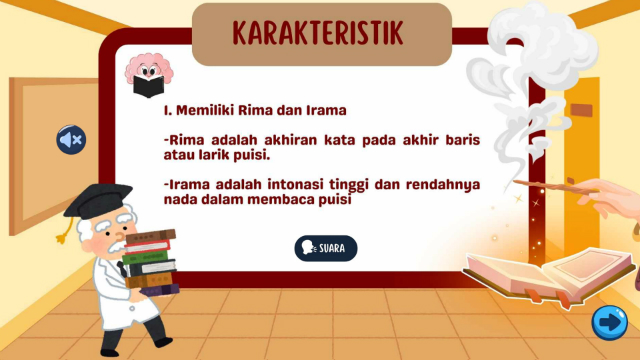 KARAKTERISTIK
I. Memiliki Rima dan Irama
-Rima adalah akhiran kata pada akhir baris
atau larik puisi.
-Irama adalah intonasi tinggi dan rendahnya
nada dalam membaca puisi
SUARA